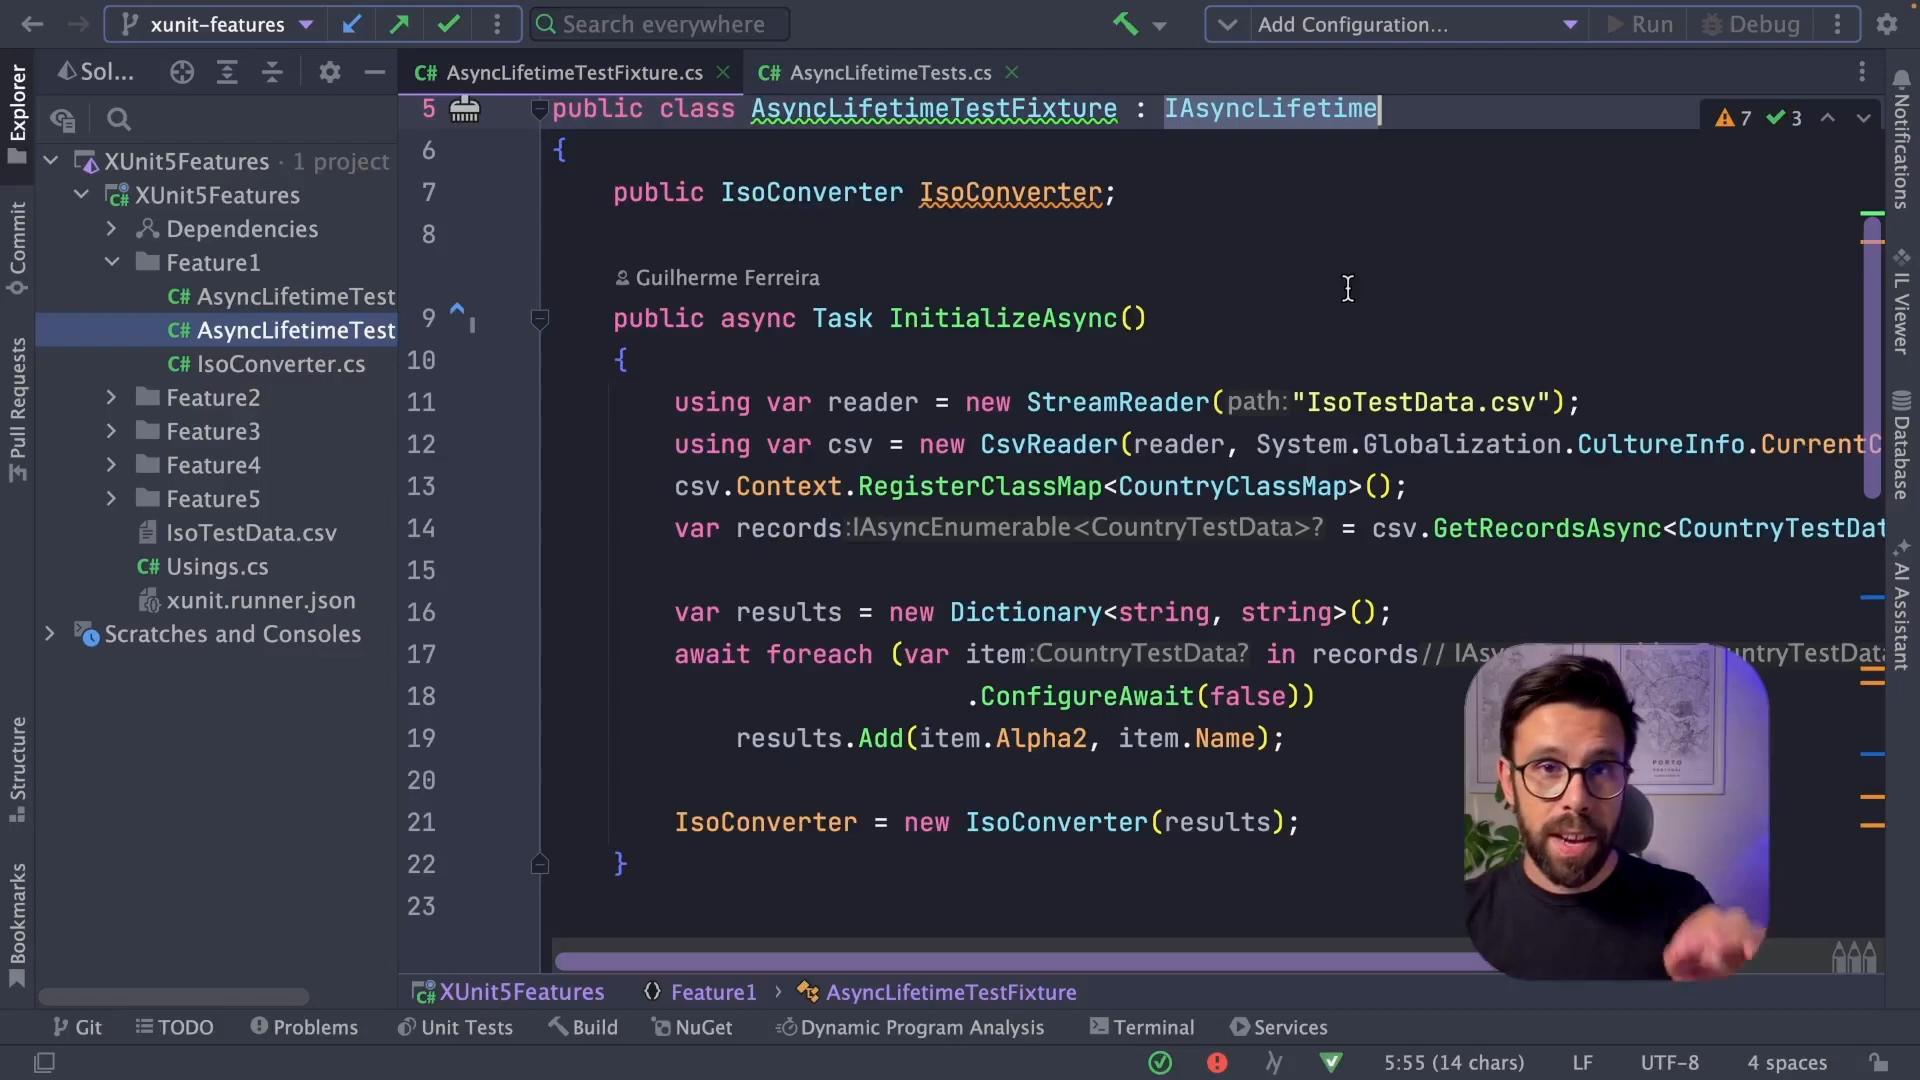 xunit-features
Search everywhere
Add Configuration...
Run
Debug
Sol...
C# AsyncLifetimeTestFixture.cs
C# AsyncLifetimeTests.cs
Explorer
Commit
Pull Requests
Structure
Bookmarks
XUnit5Features · 1 project
XUnit5Features
Dependencies
Feature1
C# AsyncLifetimeTest
C# AsyncLifetimeTest
C# IsoConverter.cs
Feature2
Feature3
Feature4
Feature5
IsoTestData.csv
C# Usings.cs
xunit.runner.json
Scratches and Consoles
7 3
5 public class AsyncLifetimeTestFixture : IAsyncLifetime
6 {
7 public IsoConverter IsoConverter;
8
Guilherme Ferreira
9 public async Task InitializeAsync()
10 {
11 using var reader = new StreamReader(path:"IsoTestData.csv");
12 using var csv = new CsvReader(reader, System.Globalization.CultureInfo.CurrentC
13 csv.Context.RegisterClassMap<CountryClassMap>();
14 var records:IAsyncEnumerable<CountryTestData>? = csv.GetRecordsAsync<CountryTestDat
15
16 var results = new Dictionary<string, string>();
17 await foreach (var item:CountryTestData? in records// IAsy untryTestData
18 .ConfigureAwait(false))
19 results.Add(item.Alpha2, item.Name);
20
21 IsoConverter = new IsoConverter(results);
22 }
23
PORTO
Notifications
IL Viewer
Database
AI Assistant
XUnit5Features
Feature1
AsyncLifetimeTestFixture
Git
TODO
Problems
Unit Tests
Build
NuGet
Dynamic Program Analysis
Terminal
Services
5:55 (14 chars)
LF
UTF-8
4 spaces